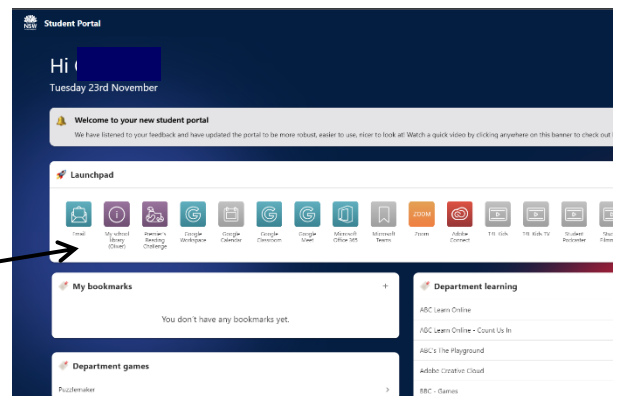 NSW
Student Portal
Hi
Tuesday 23rd November
Welcome to your new student portal
We have listened to your feedback and have updated the portal to be more robust, easier to use, nicer to look at! Watch a quick video by clicking anywhere on this banner to check out
Launchpad
ZOOM
Email
My school library (Oliver)
Premier's Reading Challenge
Google Workspace
Google Calendar
Google Classroom
Google Meet
Microsoft Office 365
Microsoft Teams
Zoom
Adobe Connect
Student Podcaster
My bookmarks
+
You don't have any bookmarks yet.
Department learning
ABC Learn Online
ABC Learn Online - Count Us In
ABC's The Playground
Adobe Creative Cloud
BBC - Games
Department games
Puzzlemaker